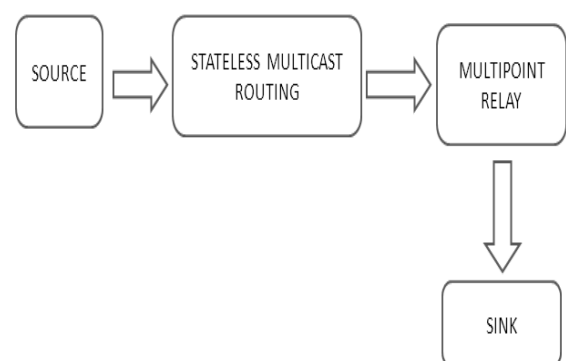 SOURCE
STATELESS MULTICAST
ROUTING
MULTIPOINT
RELAY
SINK